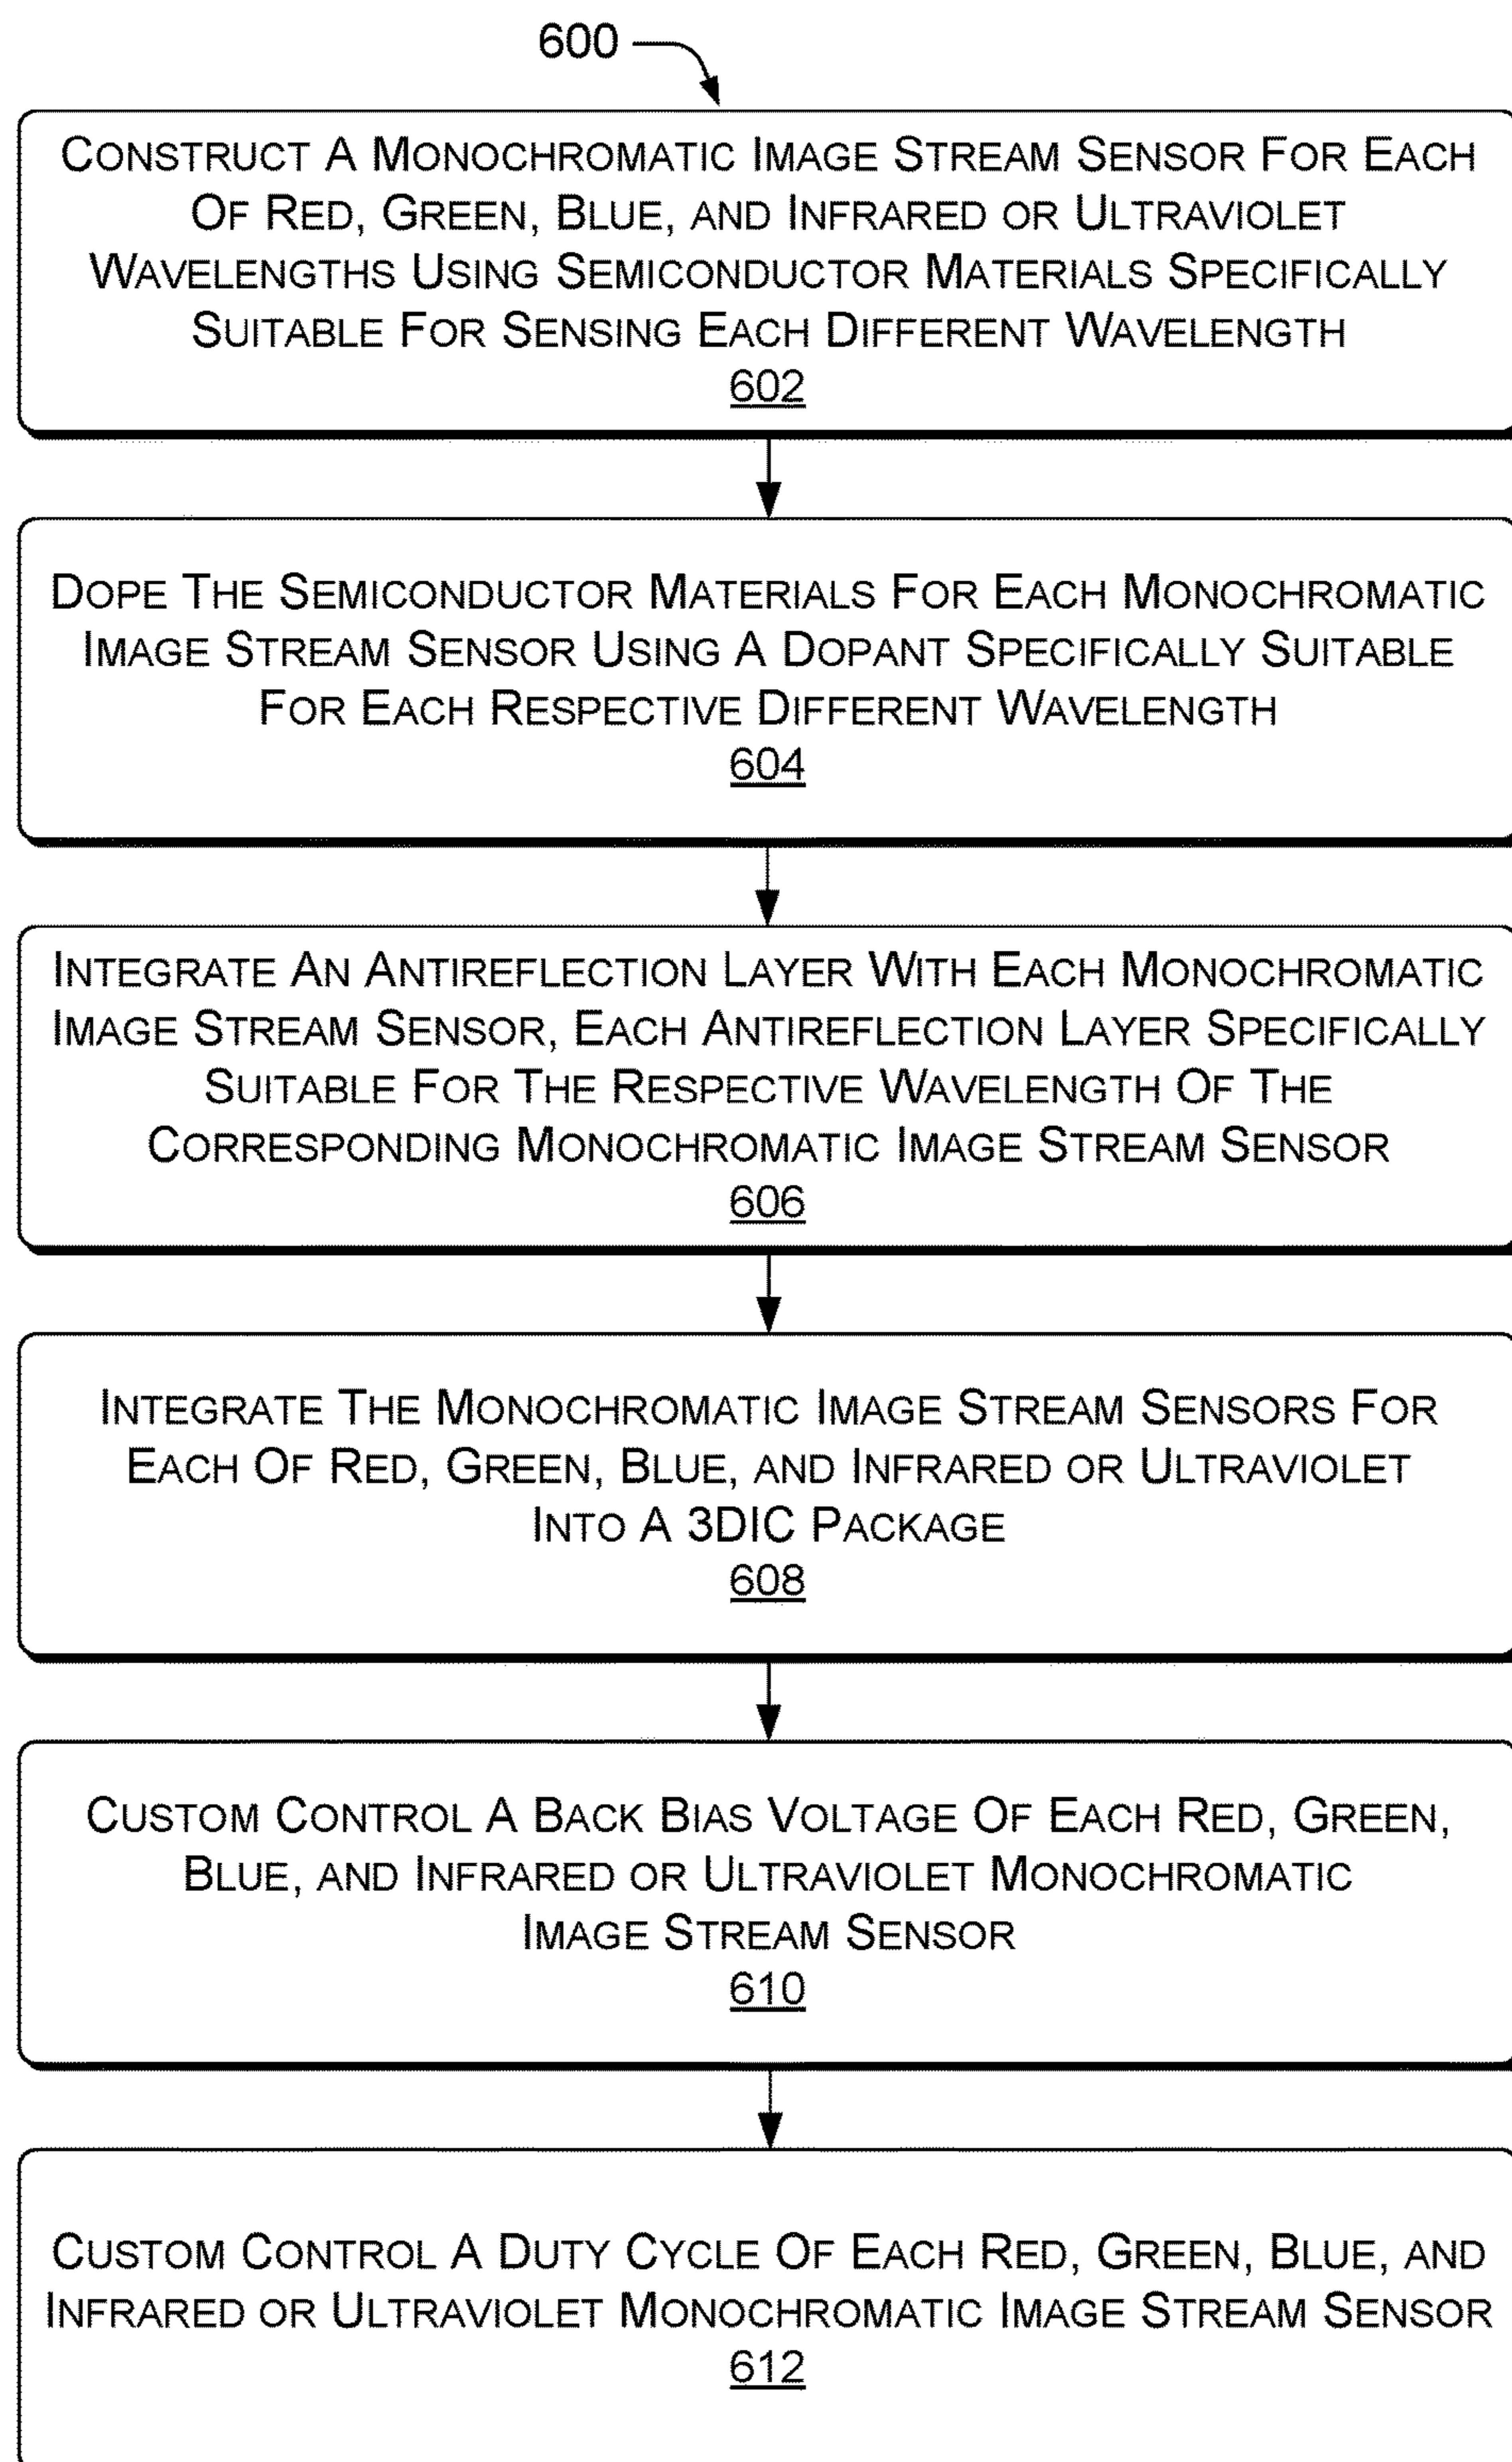 600
CONSTRUCT A MONOCHROMATIC IMAGE STREAM SENSOR FOR EACH
OF RED, GREEN, BLUE, AND INFRARED OR ULTRAVIOLET
WAVELENGTHS USING SEMICONDUCTOR MATERIALS SPECIFICALLY
SUITABLE FOR SENSING EACH DIFFERENT WAVELENGTH
602
DOPE THE SEMICONDUCTOR MATERIALS FOR EACH MONOCHROMATIC
IMAGE STREAM SENSOR USING A DOPANT SPECIFICALLY SUITABLE
FOR EACH RESPECTIVE DIFFERENT WAVELENGTH
604
INTEGRATE AN ANTIREFLECTION LAYER WITH EACH MONOCHROMATIC
IMAGE STREAM SENSOR, EACH ANTIREFLECTION LAYER SPECIFICALLY
SUITABLE FOR THE RESPECTIVE WAVELENGTH OF THE
CORRESPONDING MONOCHROMATIC IMAGE STREAM SENSOR
606
INTEGRATE THE MONOCHROMATIC IMAGE STREAM SENSORS FOR
EACH OF RED, GREEN, BLUE, AND INFRARED OR ULTRAVIOLET
INTO A 3DIC PACKAGE
608
CUSTOM CONTROL A BACK BIAS VOLTAGE OF EACH RED, GREEN,
BLUE, AND INFRARED OR ULTRAVIOLET MONOCHROMATIC
IMAGE STREAM SENSOR
610
CUSTOM CONTROL A DUTY CYCLE OF EACH RED, GREEN, BLUE, AND
INFRARED OR ULTRAVIOLET MONOCHROMATIC IMAGE STREAM SENSOR
612